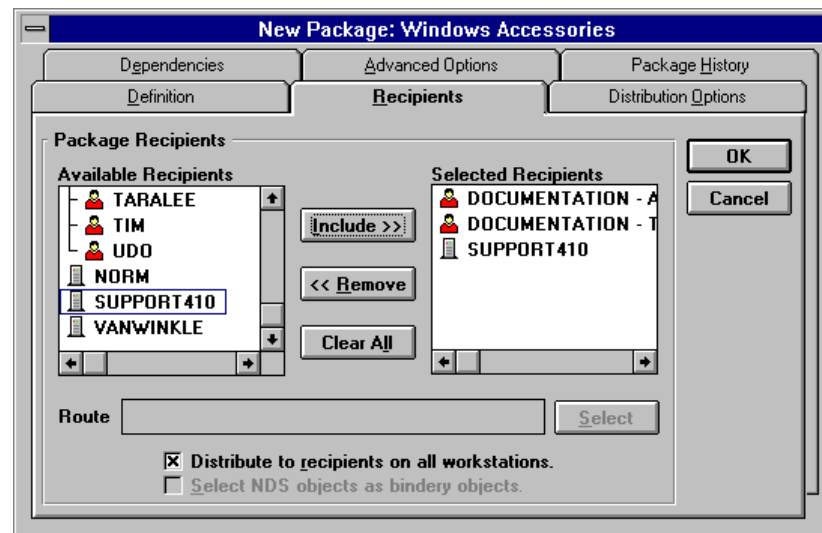 New Package: Windows Accessories
Dependencies Advanced Options Package History
Definition Recipients Distribution Options
Package Recipients
Available Recipients
TARALEE
TIM
UDO
NORM
SUPPORT410
VANWINKLE
Include >>
<< Remove
Clear All
Selected Recipients
DOCUMENTATION - A
DOCUMENTATION - T
SUPPORT410
OK
Cancel
Route
Select
Distribute to recipients on all workstations.
Select NDS objects as bindery objects.